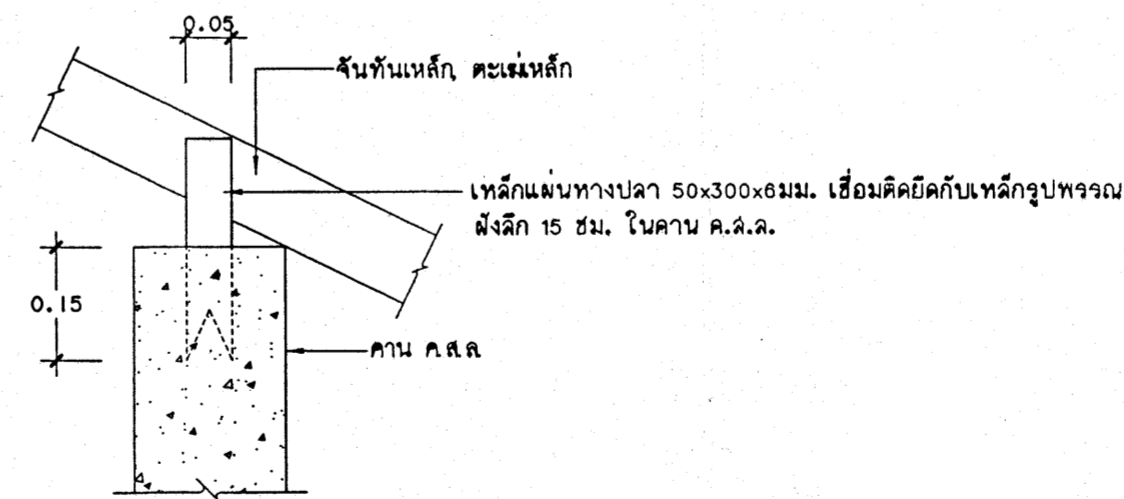 0.05
จันทันเหล็ก, ตะเฆ่เหล็ก
เหล็กแผ่นหางปลา 50x300x6มม. เชื่อมติดยึดกับเหล็กรูปพรรณ
ฝังลึก 15 ซม. ในคาน ค.ส.ล.
0.15
คาน ค.ส.ล